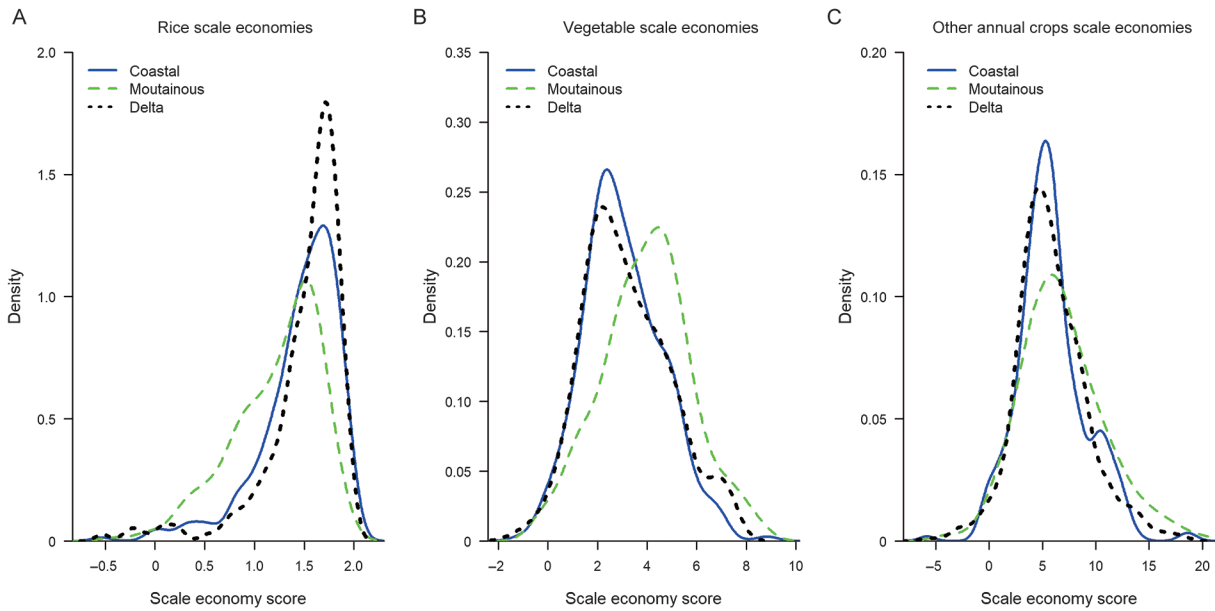 A
Rice scale economies
2.0
1.5
1.0
0.5
0
Density
Coastal
Moutainous
Delta
–0.5 0 0.5 1.0 1.5 2.0
Scale economy score
B
Vegetable scale economies
0.35
0.30
0.25
0.20
0.15
0.10
0.05
0
Density
Coastal
Moutainous
Delta
–2 0 2 4 6 8 10
Scale economy score
C
Other annual crops scale economies
0.20
0.15
0.10
0.05
0
Density
Coastal
Moutainous
Delta
–5 0 5 10 15 20
Scale economy score